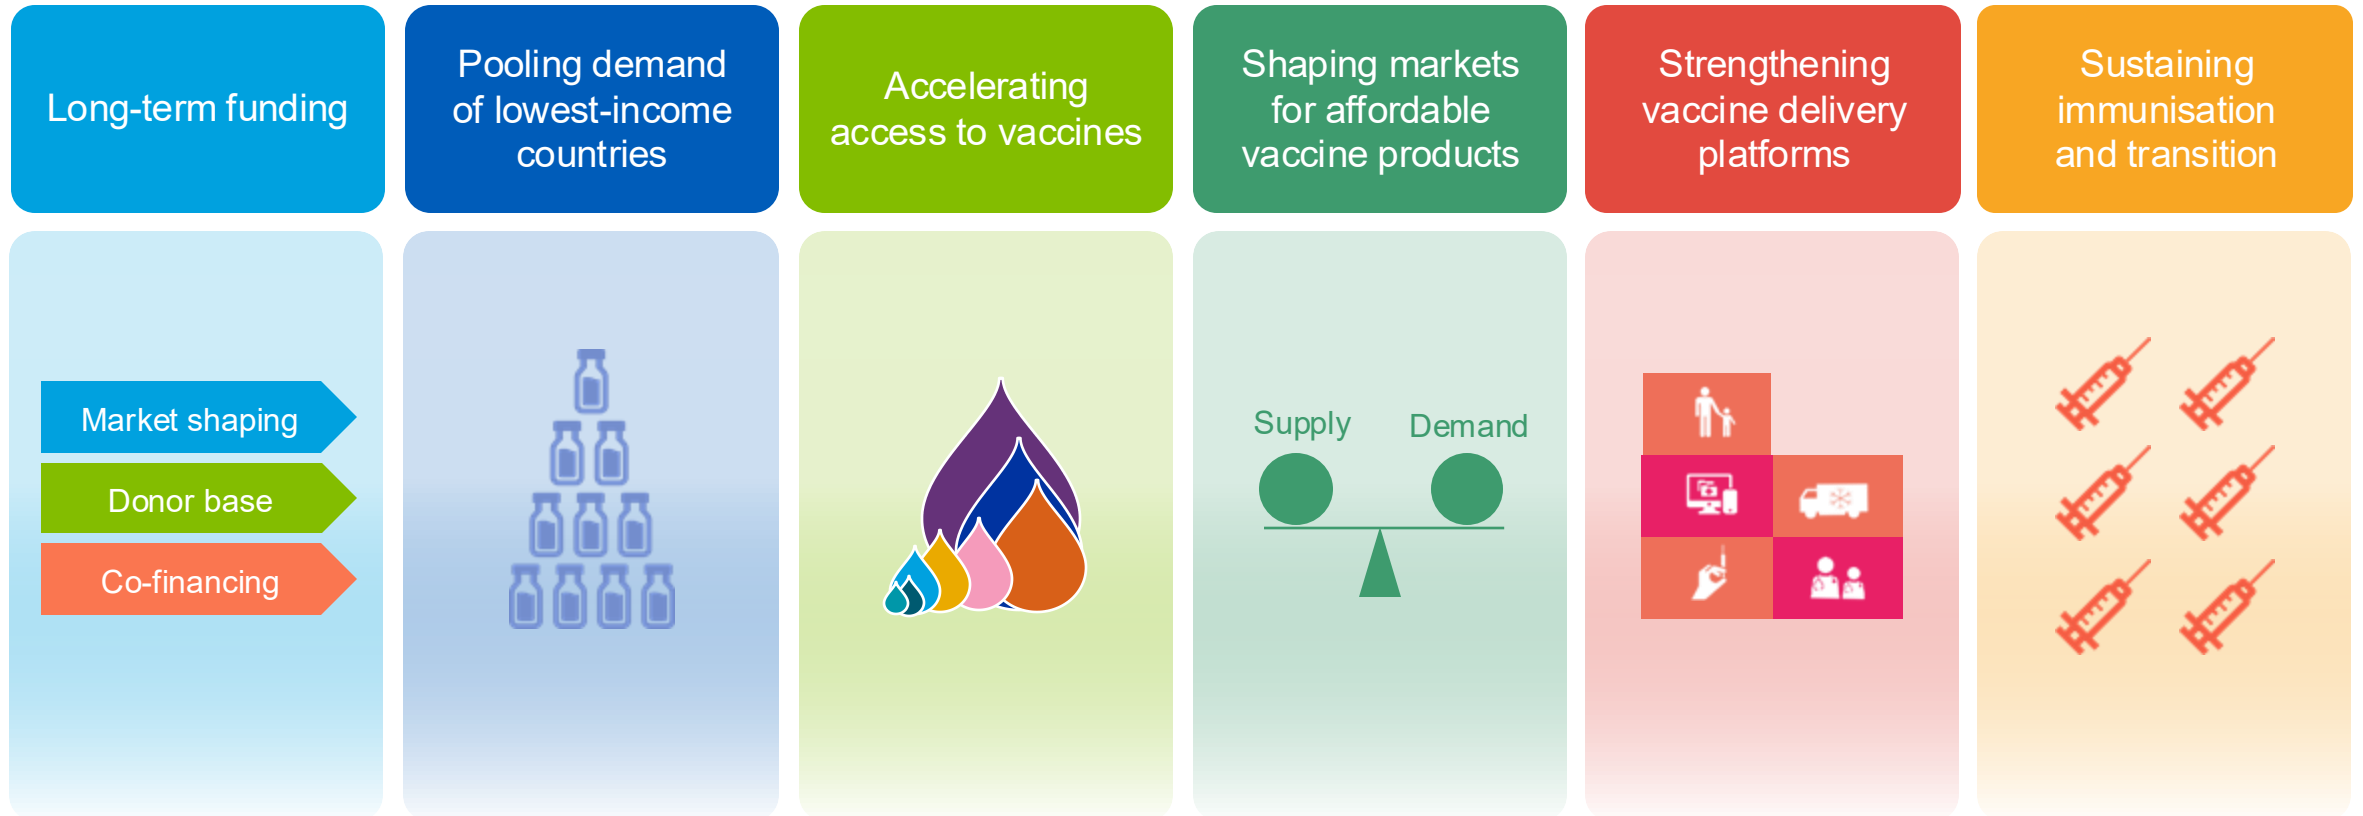 Long-term funding
Pooling demand
of lowest-income
countries
Accelerating
access to vaccines
Shaping markets
for affordable
vaccine products
Strengthening
vaccine delivery
platforms
Sustaining
immunisation
and transition
Market shaping
Donor base
Co-financing
Supply
Demand